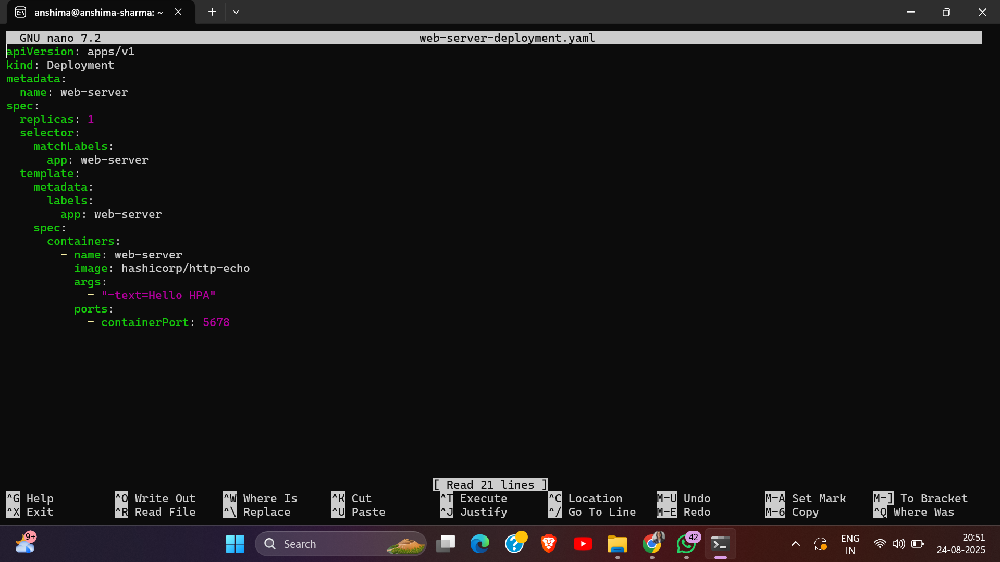 anshima@anshima-sharma: ~
GNU nano 7.2 web-server-deployment.yaml
apiVersion: apps/v1
kind: Deployment
metadata:
  name: web-server
spec:
  replicas: 1
  selector:
    matchLabels:
      app: web-server
  template:
    metadata:
      labels:
        app: web-server
    spec:
      containers:
        - name: web-server
          image: hashicorp/http-echo
          args:
            - "-text=Hello HPA"
          ports:
            - containerPort: 5678
[ Read 21 lines ]
^G Help ^O Write Out ^W Where Is ^K Cut ^T Execute ^C Location M-U Undo M-A Set Mark M-] To Bracket
^X Exit ^R Read File ^\ Replace ^U Paste ^J Justify ^/ Go To Line M-E Redo M-6 Copy ^Q Where Was
9+ Search 42 ENG 20:51
IN 24-08-2025